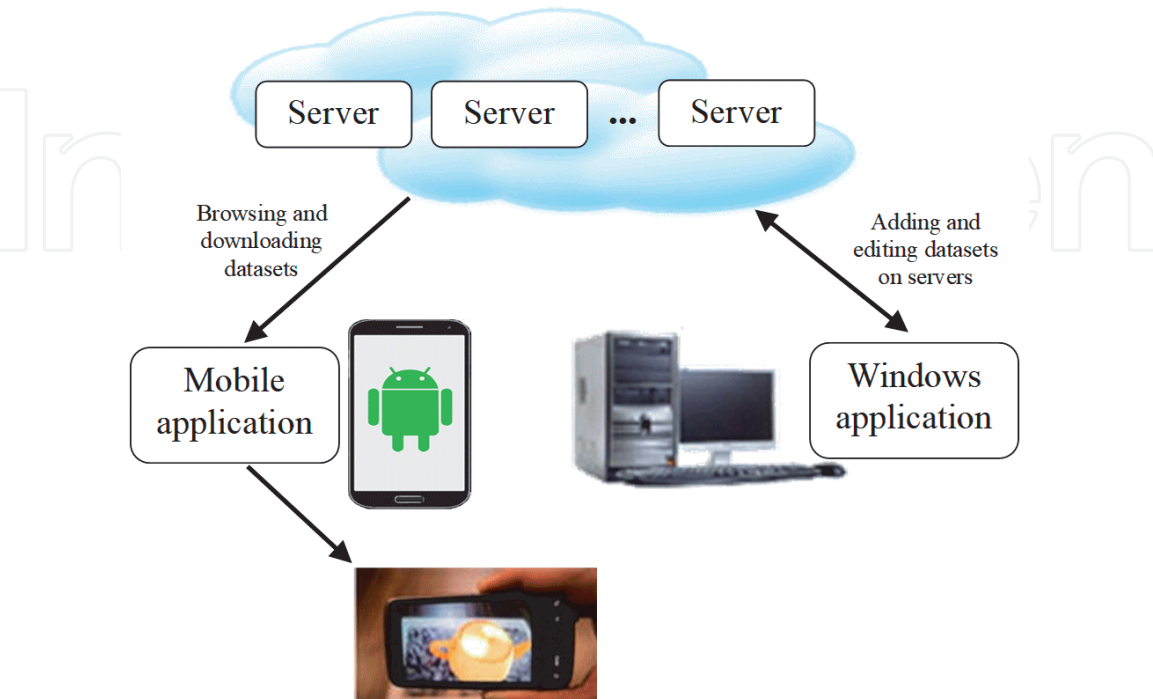 Server
Server
...
Server
Browsing and
downloading
datasets
Adding and
editing datasets
on servers
Mobile
application
Windows
application